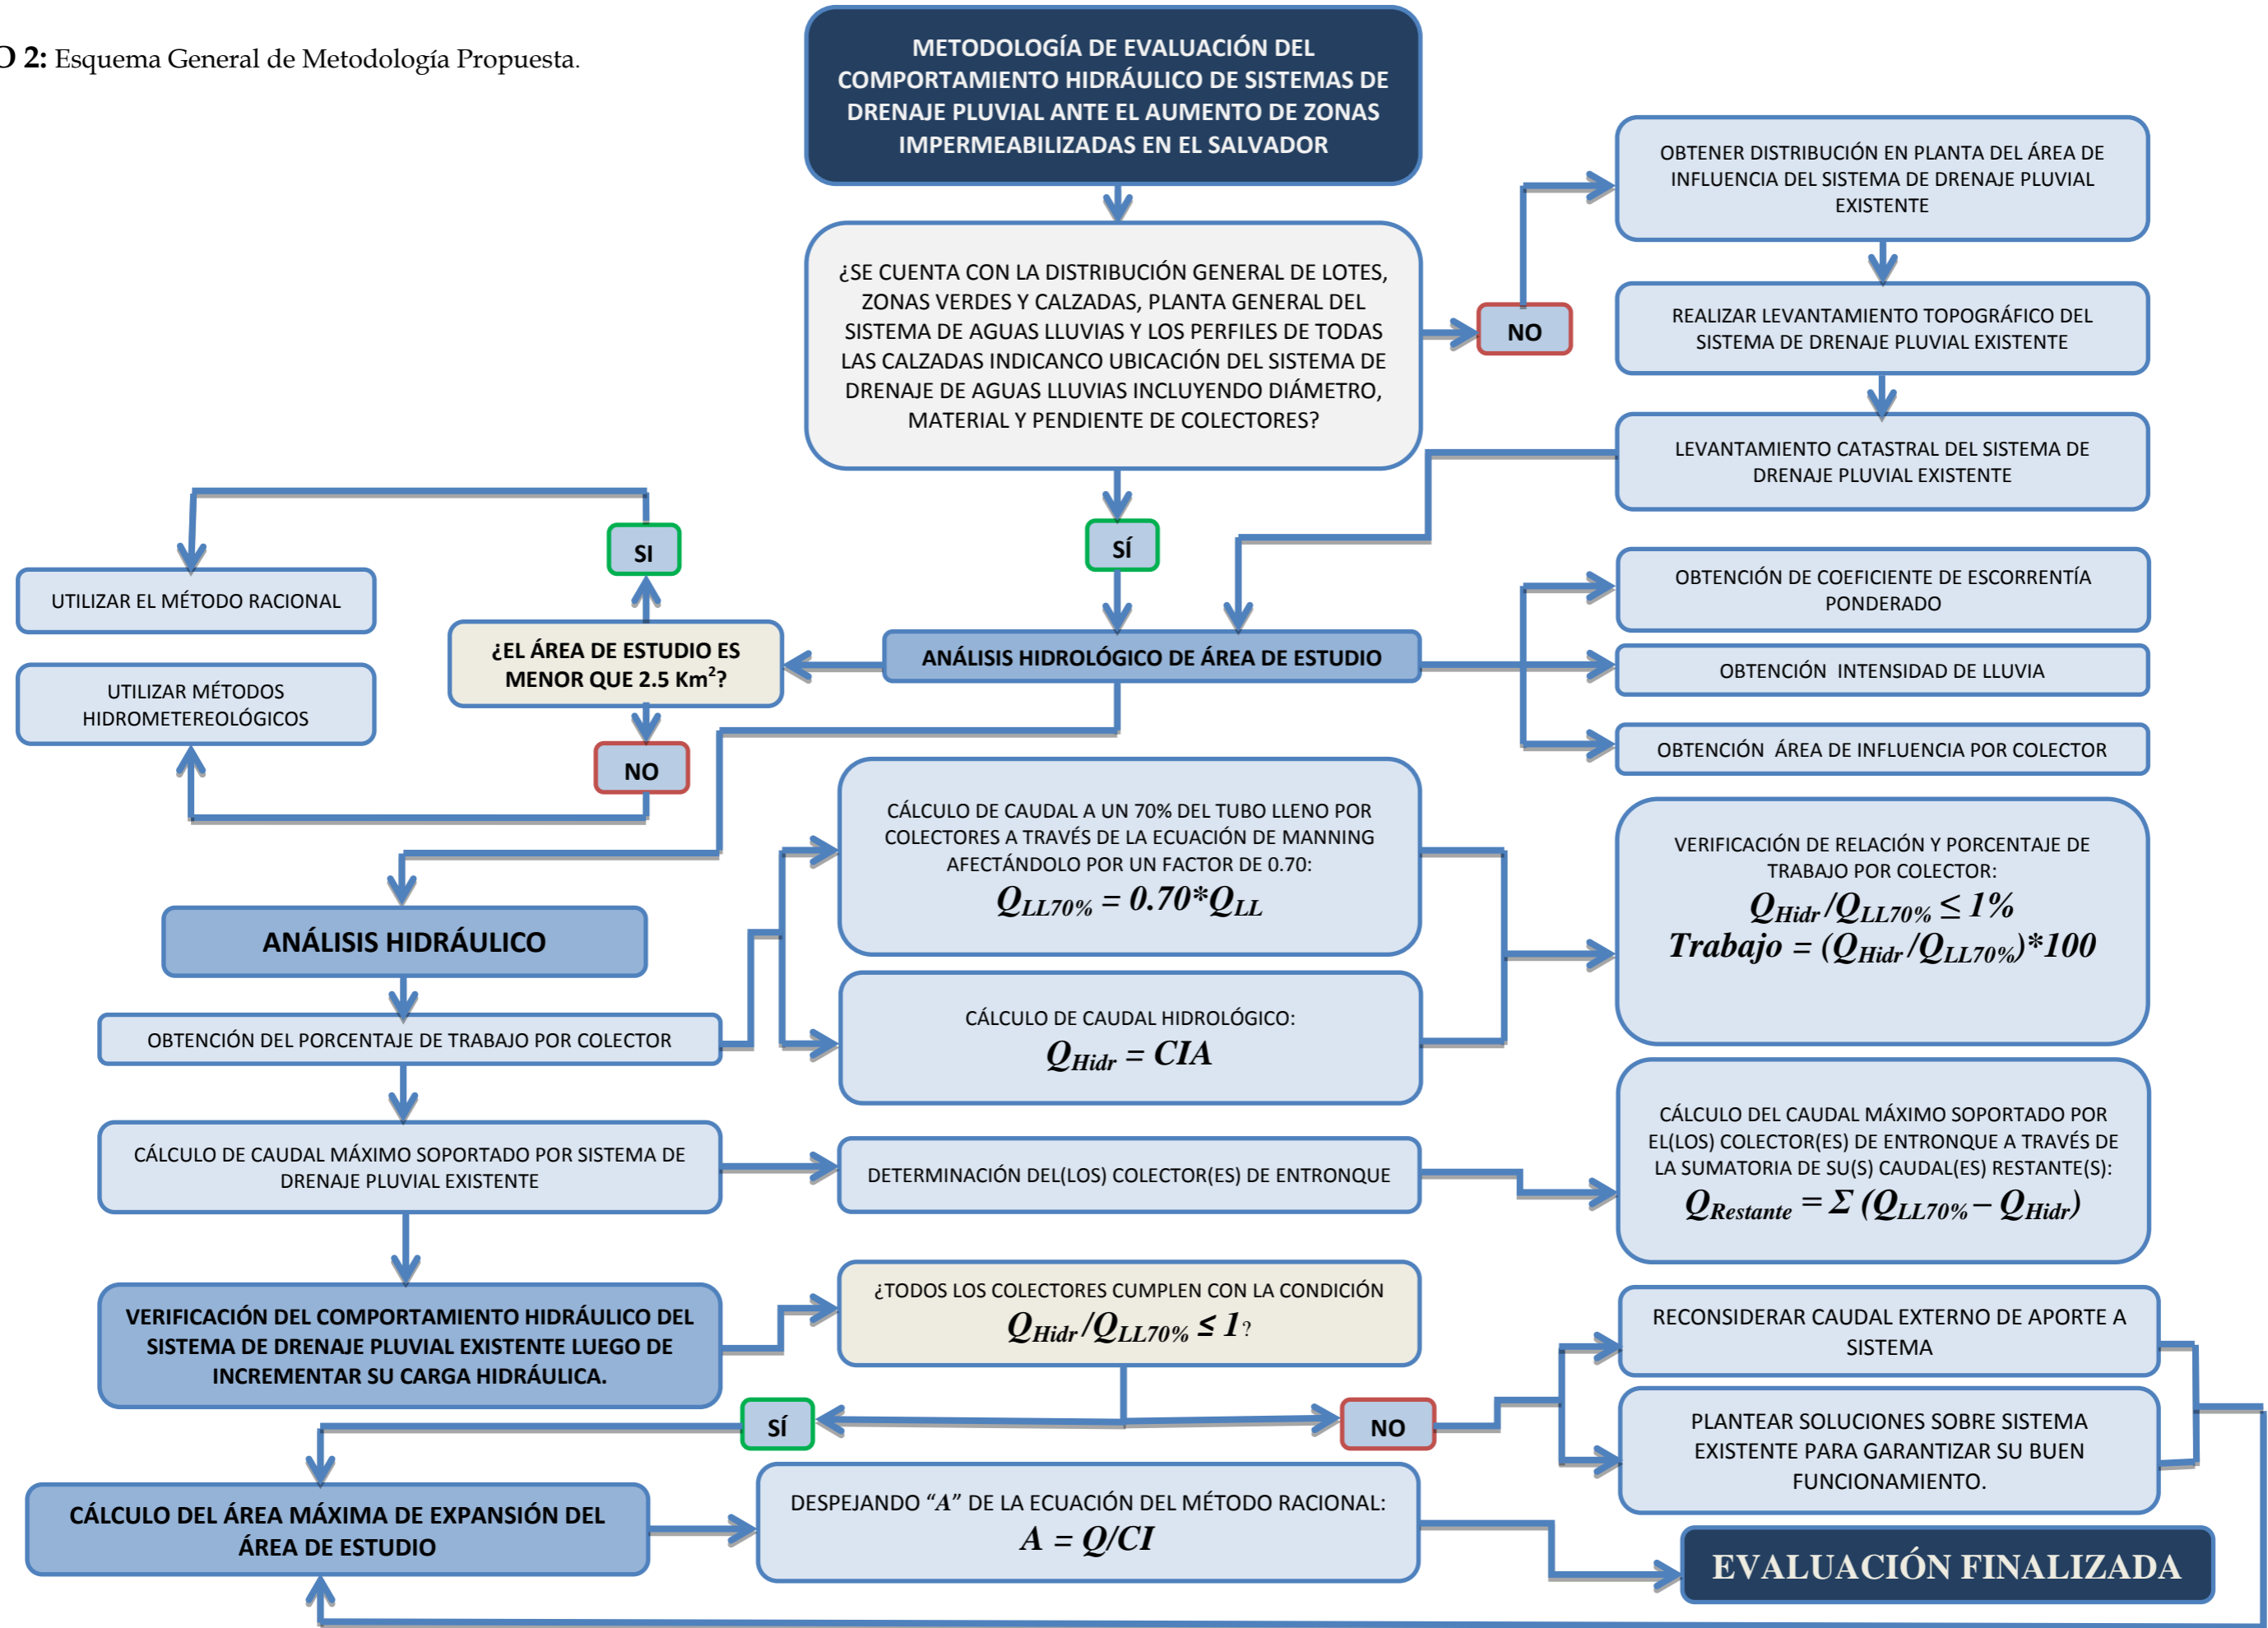 O 2: Esquema General de Metodología Propuesta.
METODOLOGÍA DE EVALUACIÓN DEL
COMPORTAMIENTO HIDRÁULICO DE SISTEMAS DE
DRENAJE PLUVIAL ANTE EL AUMENTO DE ZONAS
IMPERMEABILIZADAS EN EL SALVADOR
¿SE CUENTA CON LA DISTRIBUCIÓN GENERAL DE LOTES,
ZONAS VERDES Y CALZADAS, PLANTA GENERAL DEL
SISTEMA DE AGUAS LLUVIAS Y LOS PERFILES DE TODAS
LAS CALZADAS INDICANCO UBICACIÓN DEL SISTEMA DE
DRENAJE DE AGUAS LLUVIAS INCLUYENDO DIÁMETRO,
MATERIAL Y PENDIENTE DE COLECTORES?
NO
OBTENER DISTRIBUCIÓN EN PLANTA DEL ÁREA DE
INFLUENCIA DEL SISTEMA DE DRENAJE PLUVIAL
EXISTENTE
REALIZAR LEVANTAMIENTO TOPOGRÁFICO DEL
SISTEMA DE DRENAJE PLUVIAL EXISTENTE
LEVANTAMIENTO CATASTRAL DEL SISTEMA DE
DRENAJE PLUVIAL EXISTENTE
SÍ
ANÁLISIS HIDROLÓGICO DE ÁREA DE ESTUDIO
OBTENCIÓN DE COEFICIENTE DE ESCORRENTÍA
PONDERADO
OBTENCIÓN INTENSIDAD DE LLUVIA
OBTENCIÓN ÁREA DE INFLUENCIA POR COLECTOR
¿EL ÁREA DE ESTUDIO ES
MENOR QUE 2.5 Km²?
SI
UTILIZAR EL MÉTODO RACIONAL
NO
UTILIZAR MÉTODOS
HIDROMETEREOLÓGICOS
ANÁLISIS HIDRÁULICO
OBTENCIÓN DEL PORCENTAJE DE TRABAJO POR COLECTOR
CÁLCULO DE CAUDAL A UN 70% DEL TUBO LLENO POR
COLECTORES A TRAVÉS DE LA ECUACIÓN DE MANNING
AFECTÁNDOLO POR UN FACTOR DE 0.70:
Q_LL70% = 0.70*Q_LL
CÁLCULO DE CAUDAL HIDROLÓGICO:
Q_Hidr = CIA
VERIFICACIÓN DE RELACIÓN Y PORCENTAJE DE
TRABAJO POR COLECTOR:
Q_Hidr /Q_LL70% ≤ 1%
Trabajo = (Q_Hidr /Q_LL70%)*100
CÁLCULO DE CAUDAL MÁXIMO SOPORTADO POR SISTEMA DE
DRENAJE PLUVIAL EXISTENTE
DETERMINACIÓN DEL(LOS) COLECTOR(ES) DE ENTRONQUE
CÁLCULO DEL CAUDAL MÁXIMO SOPORTADO POR
EL(LOS) COLECTOR(ES) DE ENTRONQUE A TRAVÉS DE
LA SUMATORIA DE SU(S) CAUDAL(ES) RESTANTE(S):
Q_Restante = Σ (Q_LL70% – Q_Hidr)
VERIFICACIÓN DEL COMPORTAMIENTO HIDRÁULICO DEL
SISTEMA DE DRENAJE PLUVIAL EXISTENTE LUEGO DE
INCREMENTAR SU CARGA HIDRÁULICA.
¿TODOS LOS COLECTORES CUMPLEN CON LA CONDICIÓN
Q_Hidr /Q_LL70% ≤ 1?
SÍ
NO
RECONSIDERAR CAUDAL EXTERNO DE APORTE A
SISTEMA
PLANTEAR SOLUCIONES SOBRE SISTEMA
EXISTENTE PARA GARANTIZAR SU BUEN
FUNCIONAMIENTO.
CÁLCULO DEL ÁREA MÁXIMA DE EXPANSIÓN DEL
ÁREA DE ESTUDIO
DESPEJANDO “A” DE LA ECUACIÓN DEL MÉTODO RACIONAL:
A = Q/CI
EVALUACIÓN FINALIZADA